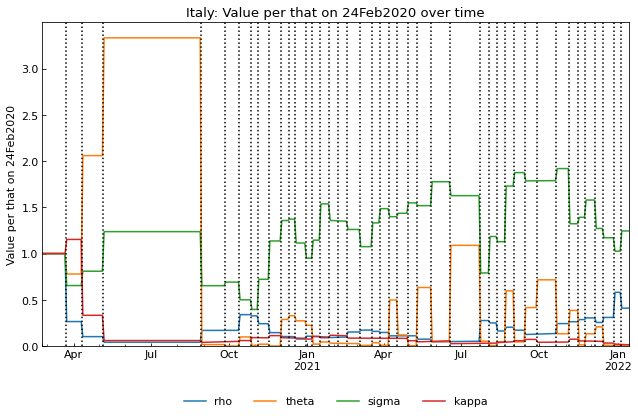 Italy: Value per that on 24Feb2020 over time
Value per that on 24Feb2020
3.0
2.5
2.0
1.5
1.0
0.5
0.0
Apr Jul Oct Jan Apr Jul Oct Jan
2021 2022
rho theta sigma kappa